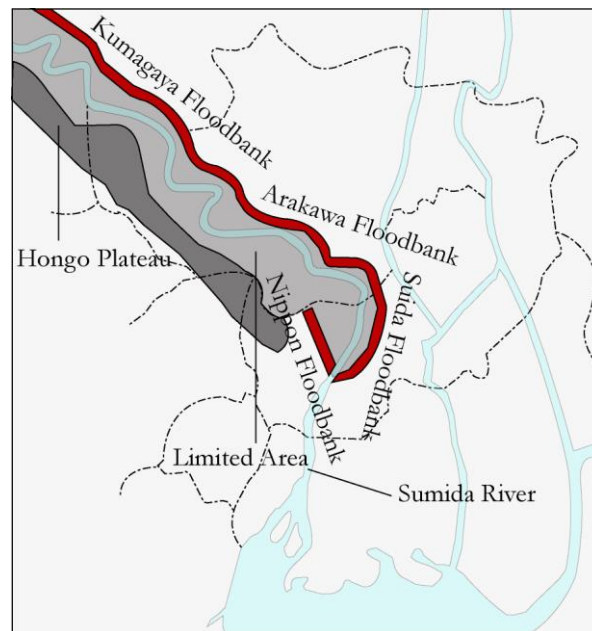 Kumagaya Floodbank
Arakawa Floodbank
Hongo Plateau
Nippon Floodbank
Suida Floodbank
Limited Area
Sumida River